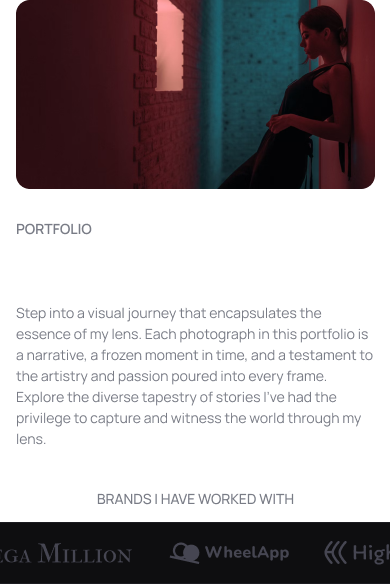 PORTFOLIO
Step into a visual journey that encapsulates the
essence of my lens. Each photograph in this portfolio is
a narrative, a frozen moment in time, and a testament to
the artistry and passion poured into every frame.
Explore the diverse tapestry of stories I've had the
privilege to capture and witness the world through my
lens.
BRANDS I HAVE WORKED WITH
EGA MILLION WheelApp High